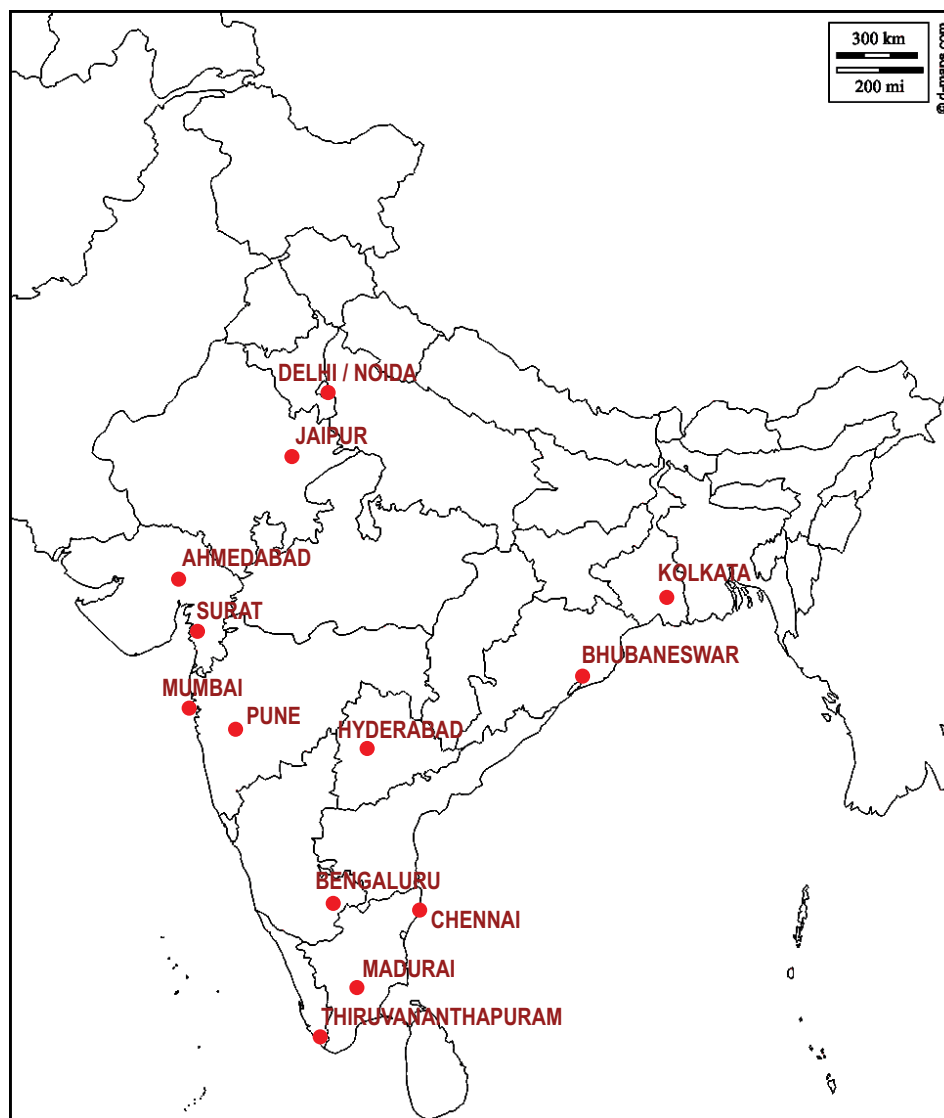 300 km
200 mi
© d-maps.com
DELHI / NOIDA
JAIPUR
AHMEDABAD
KOLKATA
SURAT
BHUBANESWAR
MUMBAI
PUNE
HYDERABAD
BENGALURU
CHENNAI
MADURAI
THIRUVANANTHAPURAM